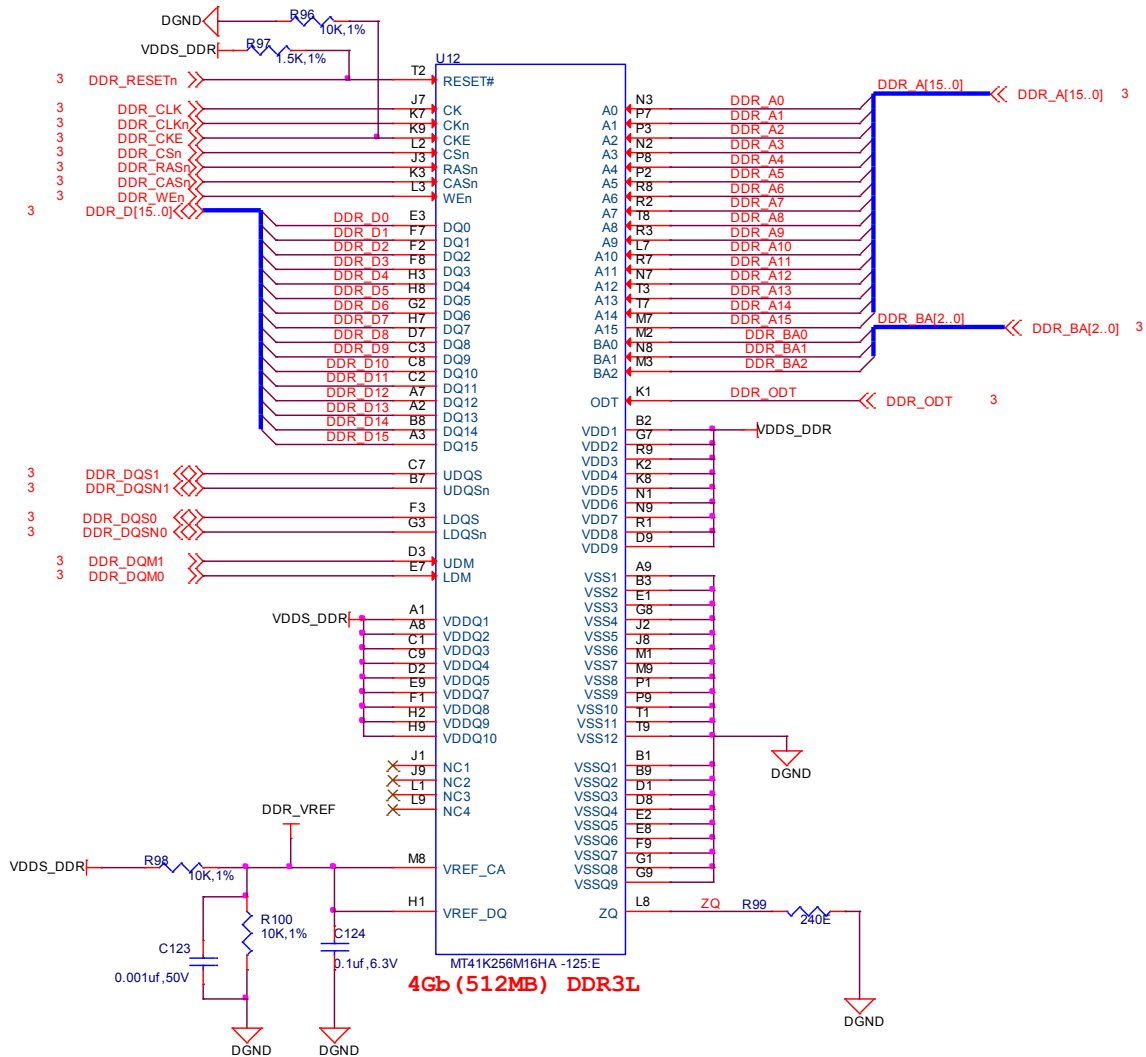 DGND R96 10K,1%
VDDS_DDR R97 1.5K,1%
U12
3 DDR_RESETn T2 RESET#
3 DDR_CLK J7 CK
3 DDR_CLKn K7 CKn
3 DDR_CKE K9 CKE
3 DDR_CSn L2 CSn
3 DDR_RASn J3 RASn
3 DDR_CASn K3 CASn
3 DDR_WEn L3 WEn
3 DDR_D[15..0]
DDR_D0 E3 DQ0
DDR_D1 F7 DQ1
DDR_D2 F2 DQ2
DDR_D3 F8 DQ3
DDR_D4 H3 DQ4
DDR_D5 H8 DQ5
DDR_D6 G2 DQ6
DDR_D7 H7 DQ7
DDR_D8 D7 DQ8
DDR_D9 C3 DQ9
DDR_D10 C8 DQ10
DDR_D11 C2 DQ11
DDR_D12 A7 DQ12
DDR_D13 A2 DQ13
DDR_D14 B8 DQ14
DDR_D15 A3 DQ15
3 DDR_DQS1 C7 UDQS
3 DDR_DQSN1 B7 UDQSn
3 DDR_DQS0 F3 LDQS
3 DDR_DQSN0 G3 LDQSn
3 DDR_DQM1 D3 UDM
3 DDR_DQM0 E7 LDM
VDDS_DDR A1 VDDQ1
A8 VDDQ2
C1 VDDQ3
C9 VDDQ4
D2 VDDQ5
E9 VDDQ7
F1 VDDQ8
H2 VDDQ9
H9 VDDQ10
J1 NC1
J9 NC2
L1 NC3
L9 NC4
DDR_VREF
VDDS_DDR R98 10K,1% M8 VREF_CA
H1 VREF_DQ
R100
10K,1%
C123
0.001uf,50V
C124
0.1uf,6.3V
DGND
DGND
A0 N3 DDR_A0
A1 P7 DDR_A1
A2 P3 DDR_A2
A3 N2 DDR_A3
A4 P8 DDR_A4
A5 P2 DDR_A5
A6 R8 DDR_A6
A7 R2 DDR_A7
A8 T8 DDR_A8
A9 R3 DDR_A9
A10 L7 DDR_A10
A11 R7 DDR_A11
A12 N7 DDR_A12
A13 T3 DDR_A13
A14 T7 DDR_A14
A15 M7 DDR_A15
DDR_A[15..0] DDR_A[15..0] 3
BA0 M2 DDR_BA0
BA1 N8 DDR_BA1
BA2 M3 DDR_BA2
DDR_BA[2..0] DDR_BA[2..0] 3
ODT K1 DDR_ODT DDR_ODT 3
VDD1 B2 VDDS_DDR
VDD2 G7
VDD3 R9
VDD4 K2
VDD5 K8
VDD6 N1
VDD7 N9
VDD8 R1
VDD9 D9
VSS1 A9
VSS2 B3
VSS3 E1
VSS4 G8
VSS5 J2
VSS6 J8
VSS7 M1
VSS8 M9
VSS9 P1
VSS10 P9
VSS11 T1
VSS12 T9
DGND
VSSQ1 B1
VSSQ2 B9
VSSQ3 D1
VSSQ4 D8
VSSQ5 E2
VSSQ6 E8
VSSQ7 F9
VSSQ8 G1
VSSQ9 G9
ZQ L8 ZQ R99 240E
DGND
MT41K256M16HA -125:E
4Gb(512MB) DDR3L